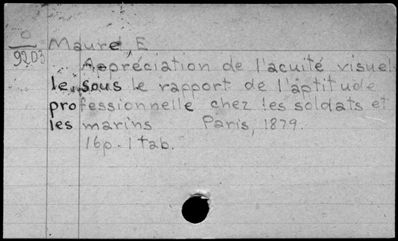 O
9203
Maure, E
Appréciation de l'acuité visuel-
le sous le rapport de l'aptitude
professionnelle chez les soldats et
les marins Paris, 1879.
16p. 1 tab.